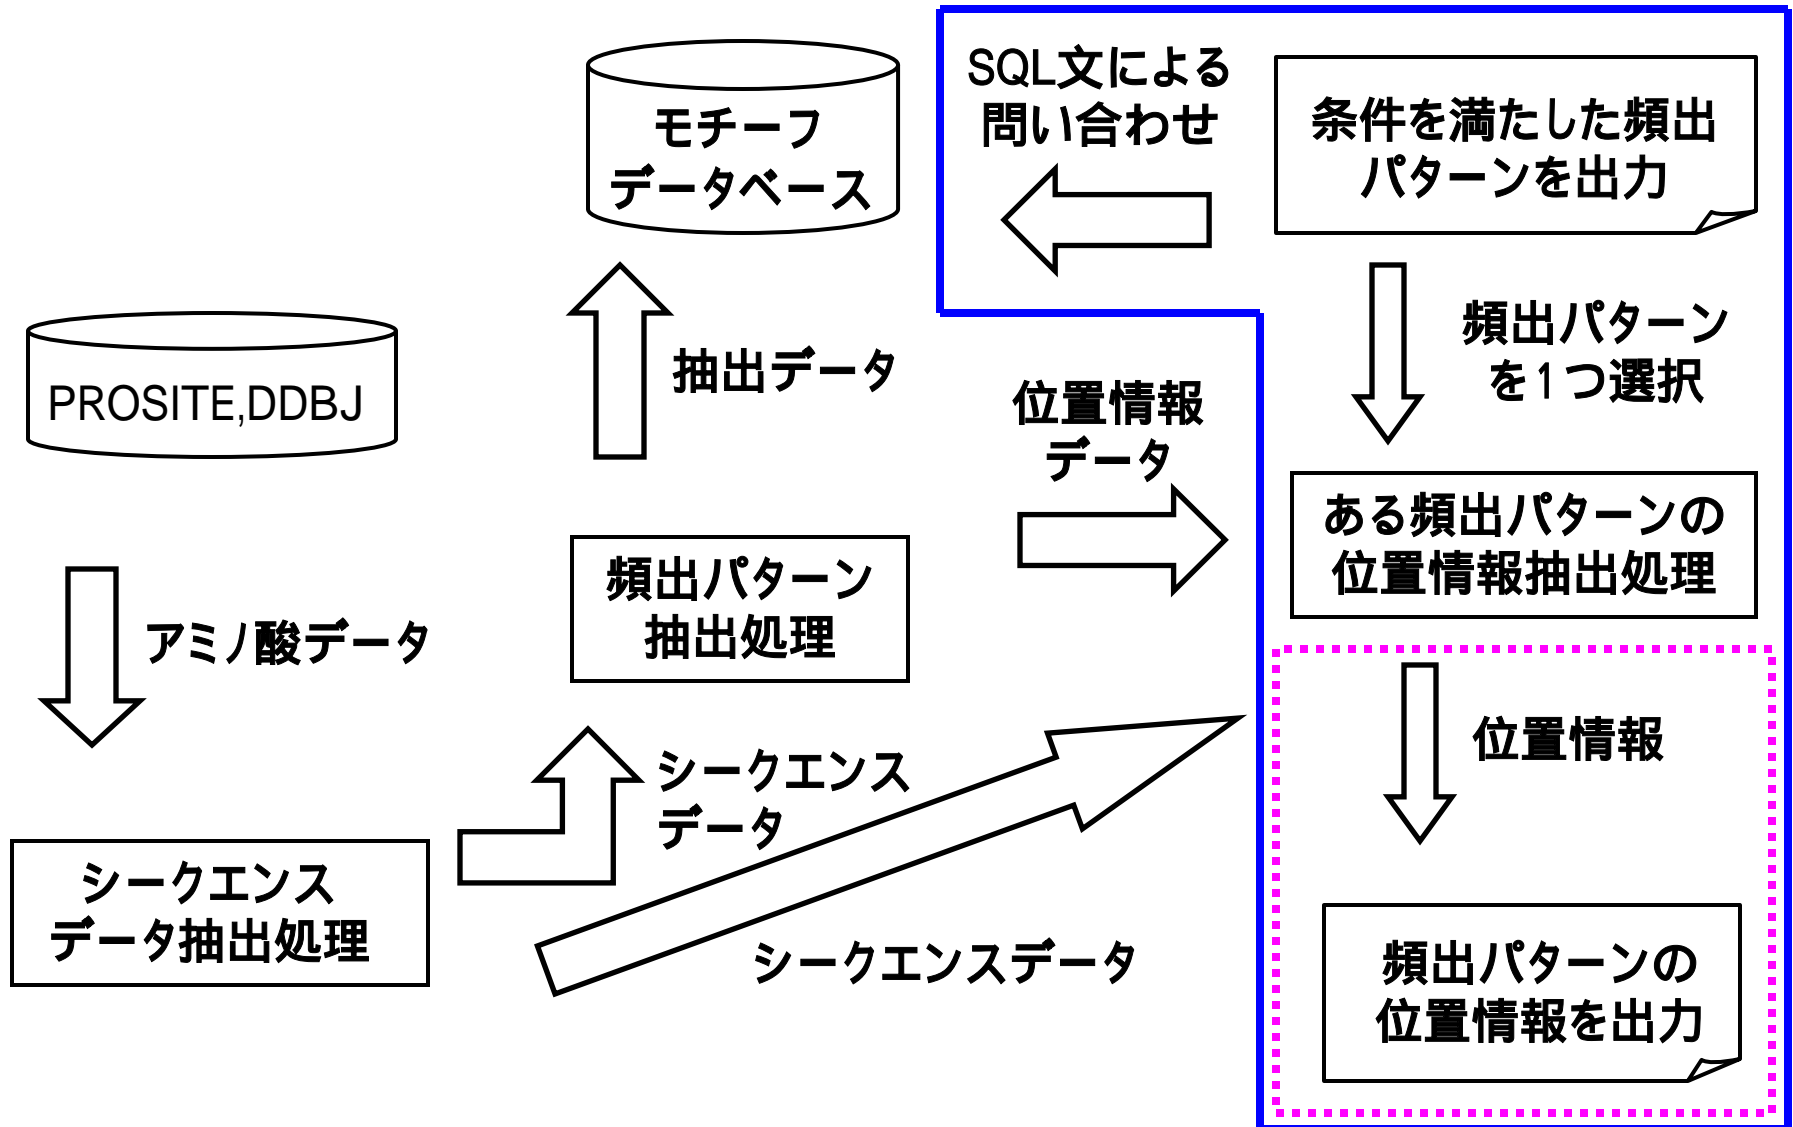 PROSITE,DDBJ
アミノ酸データ
シークエンス
データ抽出処理
シークエンス
データ
シークエンスデータ
頻出パターン
抽出処理
抽出データ
モチーフ
データベース
位置情報
データ
SQL文による
問い合わせ
条件を満たした頻出
パターンを出力
頻出パターン
を1つ選択
ある頻出パターンの
位置情報抽出処理
位置情報
頻出パターンの
位置情報を出力